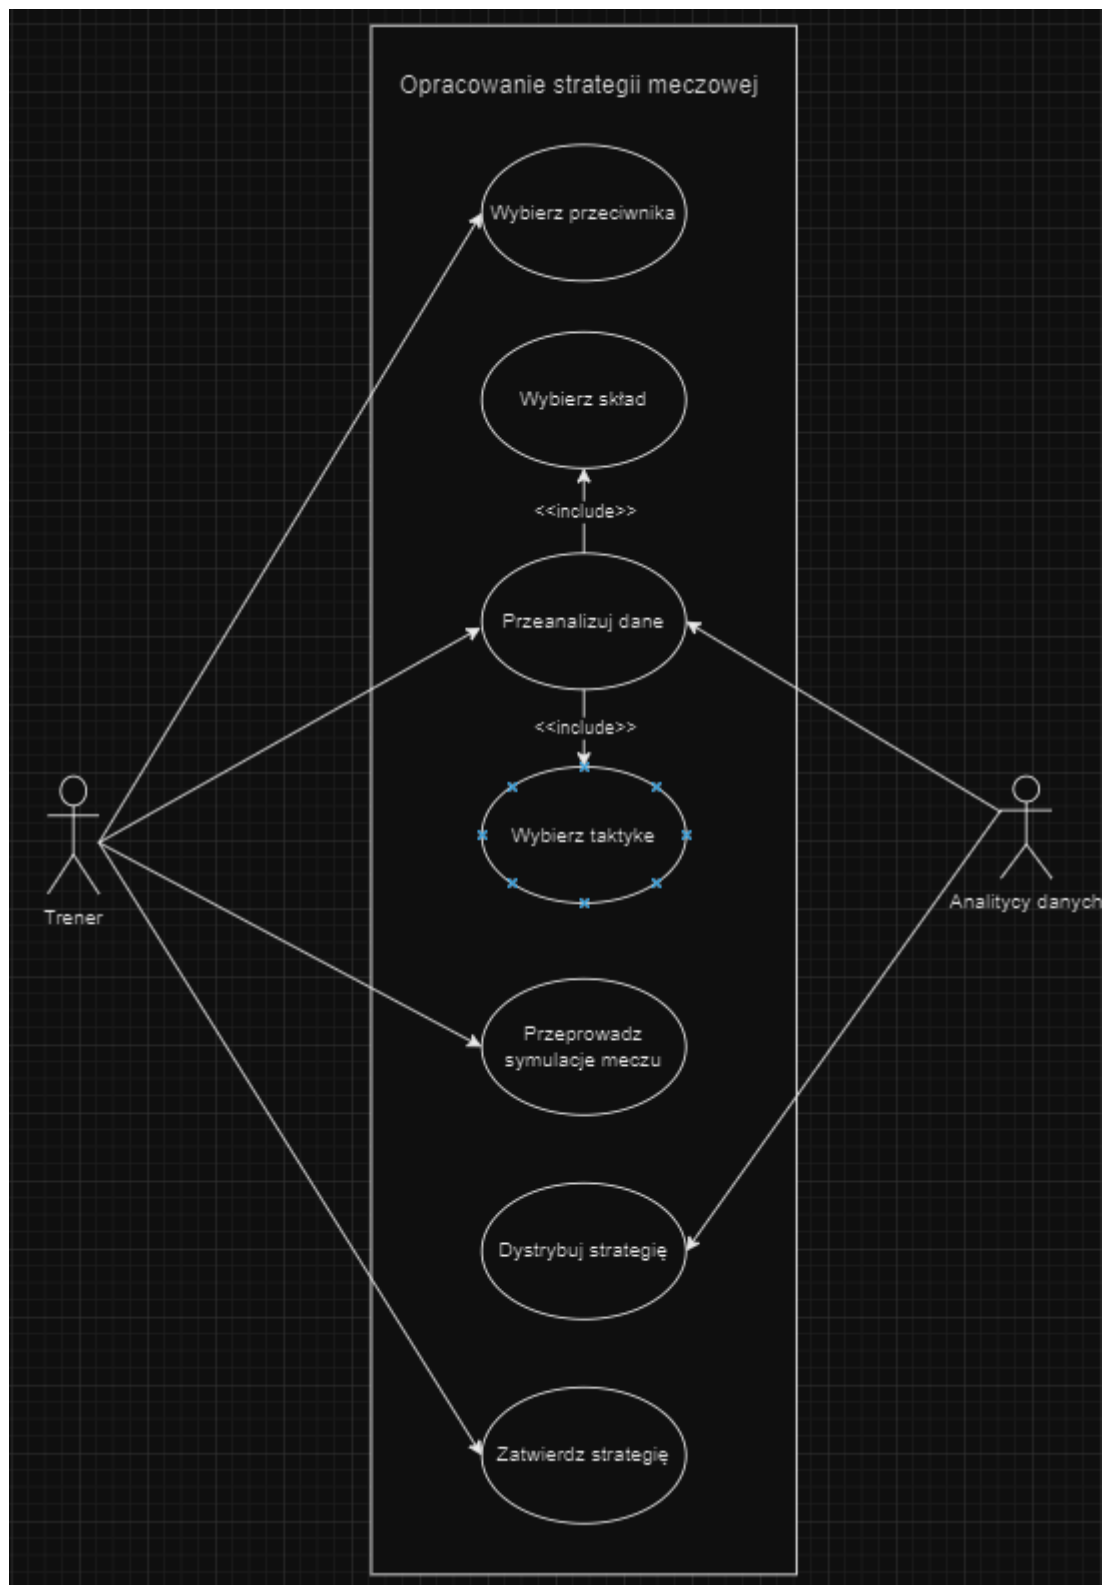 Opracowanie strategii meczowej
Wybierz przeciwnika
Wybierz skład
<<include>>
Przeanalizuj dane
<<include>>
Wybierz taktyke
Trener
Analitycy danych
Przeprowadz
symulacje meczu
Dystrybuj strategię
Zatwierdz strategię